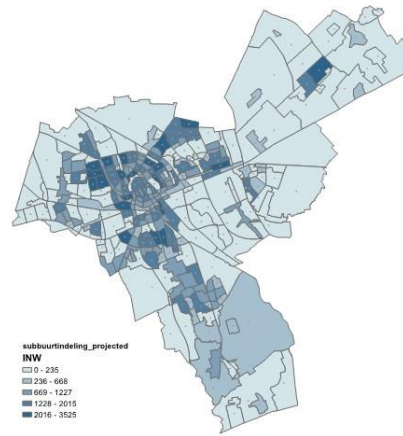 subbuurtindeling_projected
INW
0 - 235
236 - 668
669 - 1227
1228 - 2015
2016 - 3525